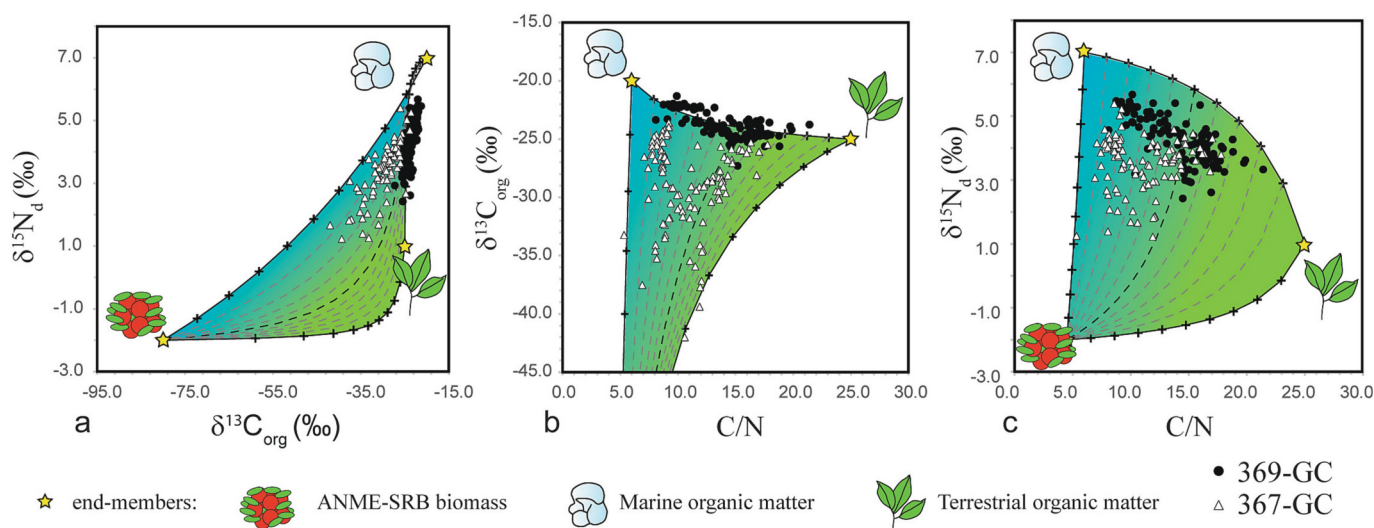 7.0
5.0
3.0
1.0
-1.0
-3.0
-95.0 -75.0 -55.0 -35.0 -15.0
δ¹⁵Nd (‰)
δ¹³Corg (‰)
a
-15.0
-20.0
-25.0
-30.0
-35.0
-40.0
-45.0
0.0 5.0 10.0 15.0 20.0 25.0 30.0
δ¹³Corg (‰)
C/N
b
7.0
5.0
3.0
1.0
-1.0
-3.0
0.0 5.0 10.0 15.0 20.0 25.0 30.0
δ¹⁵Nd (‰)
C/N
c
end-members: ANME-SRB biomass Marine organic matter Terrestrial organic matter
369-GC
367-GC